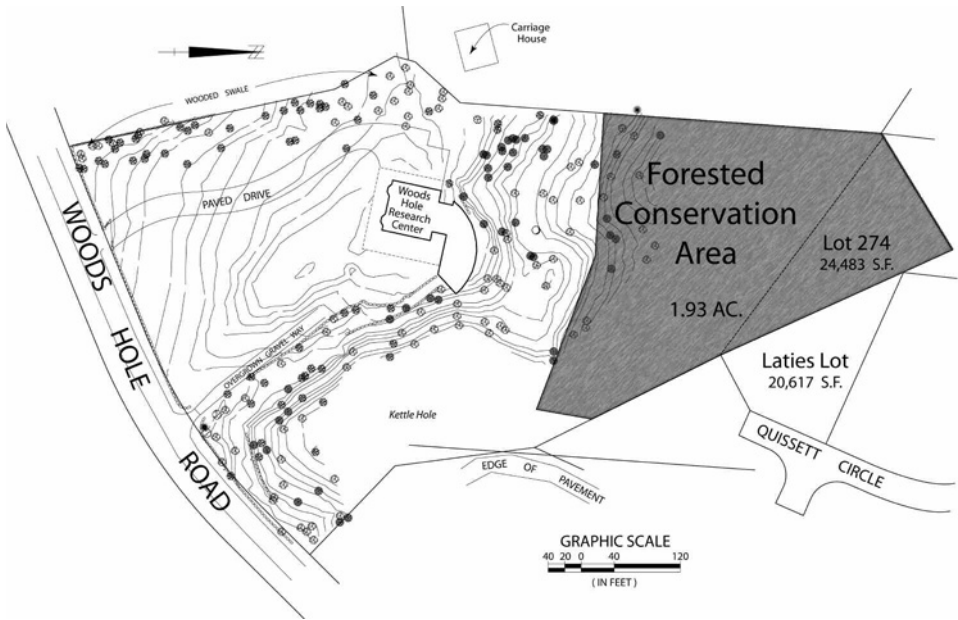 Carriage
House
WOODED SWALE
PAVED DRIVE
Woods
Hole
Research
Center
Forested
Conservation
Area
Lot 274
24,483 S.F.
1.93 AC.
WOODS
HOLE
ROAD
OVERGROWN GRAVEL WAY
Laties Lot
20,617 S.F.
Kettle Hole
QUISSETT CIRCLE
EDGE OF
PAVEMENT
GRAPHIC SCALE
40 20 0 40 120
( IN FEET )